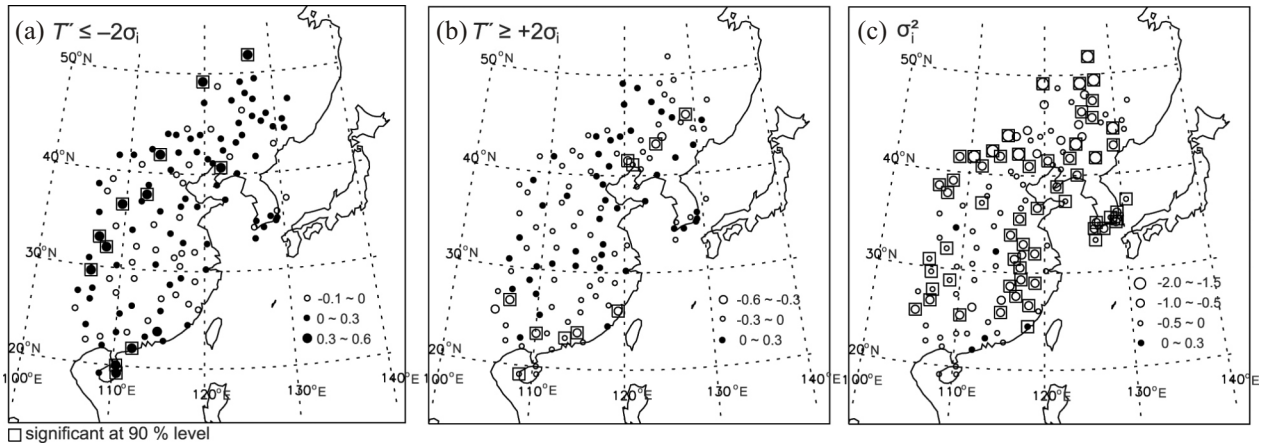 (a) T′ ≤ −2σi
50°N
40°N
30°N
20°N
100°E
110°E
120°E
130°E
140°E
-0.1 ~ 0
0 ~ 0.3
0.3 ~ 0.6
(b) T′ ≥ +2σi
50°N
40°N
30°N
20°N
100°E
110°E
120°E
130°E
140°E
-0.6 ~ -0.3
-0.3 ~ 0
0 ~ 0.3
(c) σi²
50°N
40°N
30°N
20°N
100°E
110°E
120°E
130°E
140°E
-2.0 ~ -1.5
-1.0 ~ -0.5
-0.5 ~ 0
0 ~ 0.3
significant at 90 % level